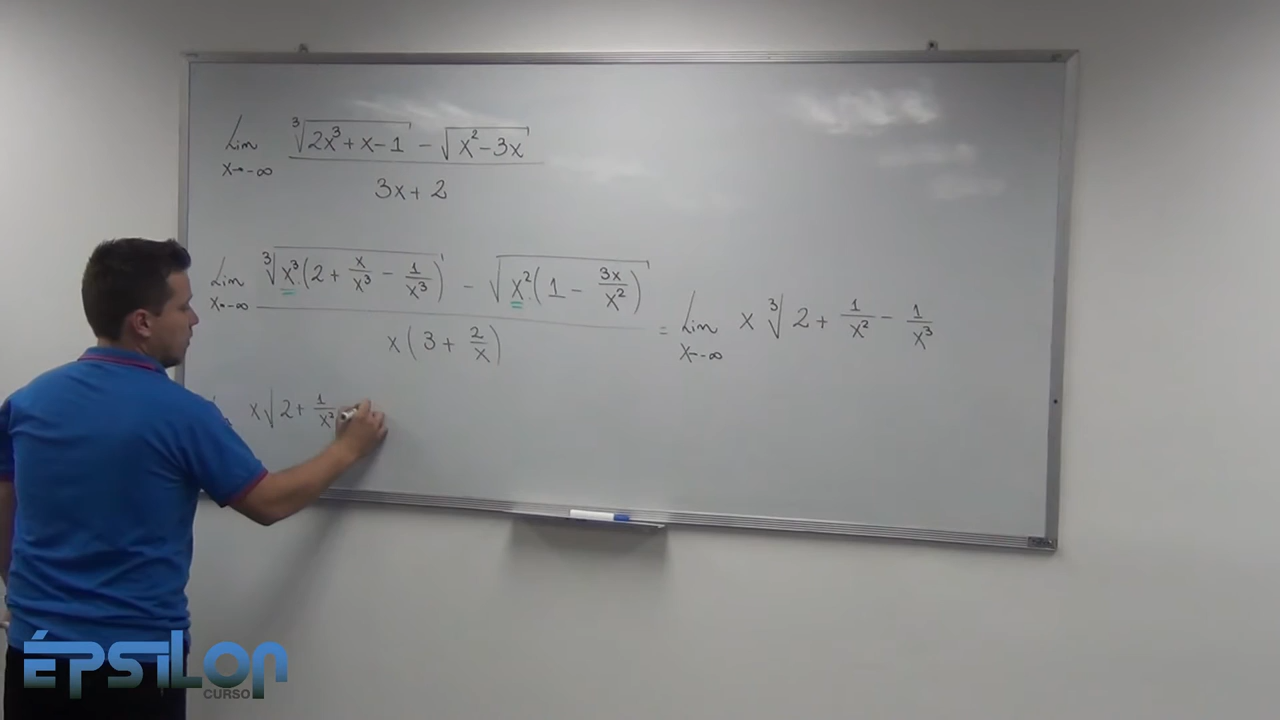 Lim ∛(2x³ + x - 1) - √(x² - 3x)
x→-∞ 3x + 2
Lim ∛(x³·(2 + x/x³ - 1/x³)) - √(x²·(1 - 3x/x²))
x→-∞ x(3 + 2/x)
= Lim x ∛ 2 + 1/x² - 1/x³
x→-∞
x√ 2 + 1/x³
ÉPSILON
CURSO